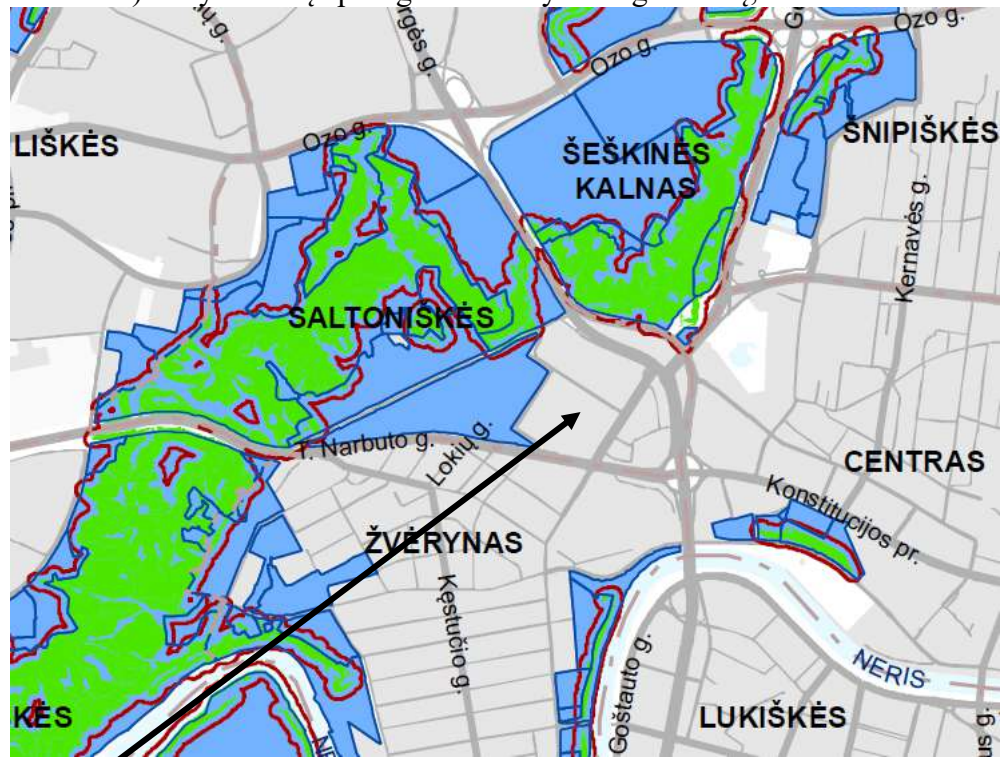 Ozo g.
Ozo g.
Ozo g.
LIŠKĖS
ŠEŠKINĖS
KALNAS
ŠNIPIŠKĖS
Kernavės g.
SALTONIŠKĖS
T. Narbuto g.
Lokių g.
CENTRAS
Konstitucijos pr.
ŽVĖRYNAS
Kęstučio g.
Goštauto g.
NERIS
KĖS
LUKIŠKĖS